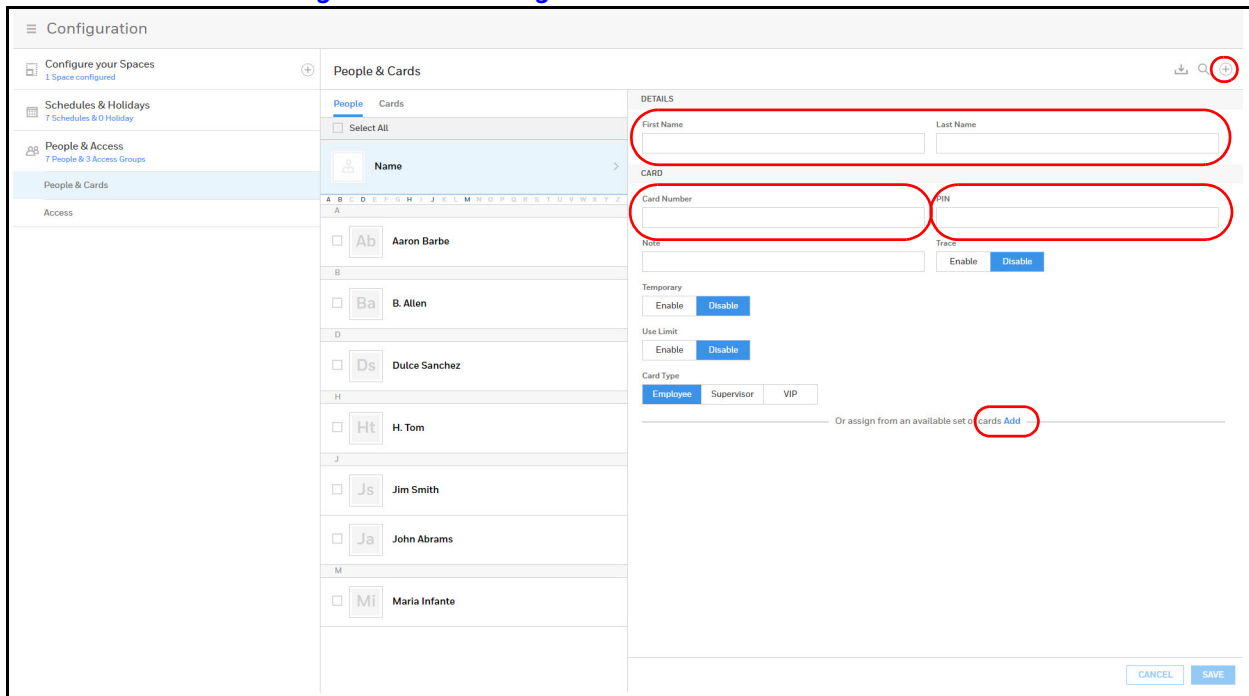 Configuration
Configure your Spaces
1 Space configured
Schedules & Holidays
7 Schedules & 0 Holiday
People & Access
7 People & 3 Access Groups
People & Cards
Access
People & Cards
People Cards
Select All
Name
A B C D E F G H I J K L M N O P Q R S T U V W X Y Z
A
Ab Aaron Barbe
B
Ba B. Allen
D
Ds Dulce Sanchez
H
Ht H. Tom
J
Js Jim Smith
Ja John Abrams
M
Mi Maria Infante
DETAILS
First Name Last Name
CARD
Card Number PIN
Note Trace
Enable Disable
Temporary
Enable Disable
Use Limit
Enable Disable
Card Type
Employee Supervisor VIP
Or assign from an available set of cards Add
CANCEL SAVE